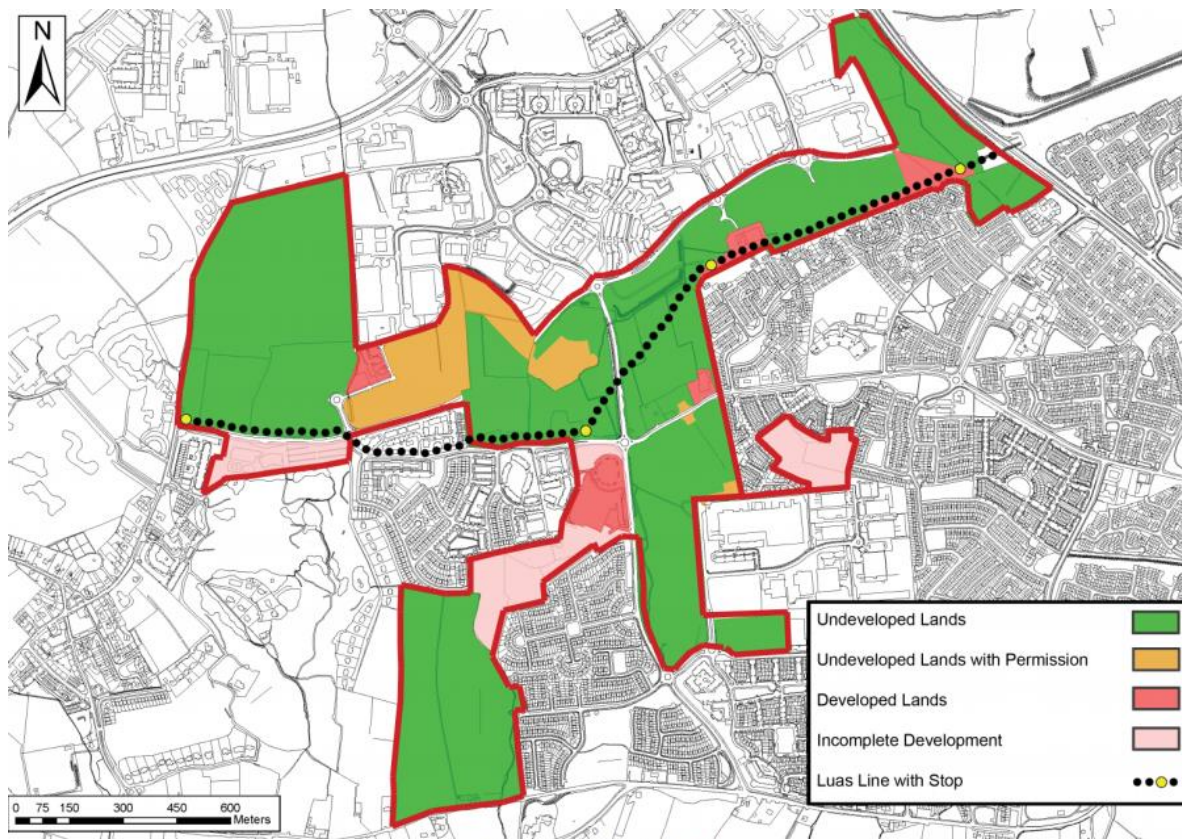 N
Undeveloped Lands
Undeveloped Lands with Permission
Developed Lands
Incomplete Development
Luas Line with Stop
0 75 150 300 450 600
Meters